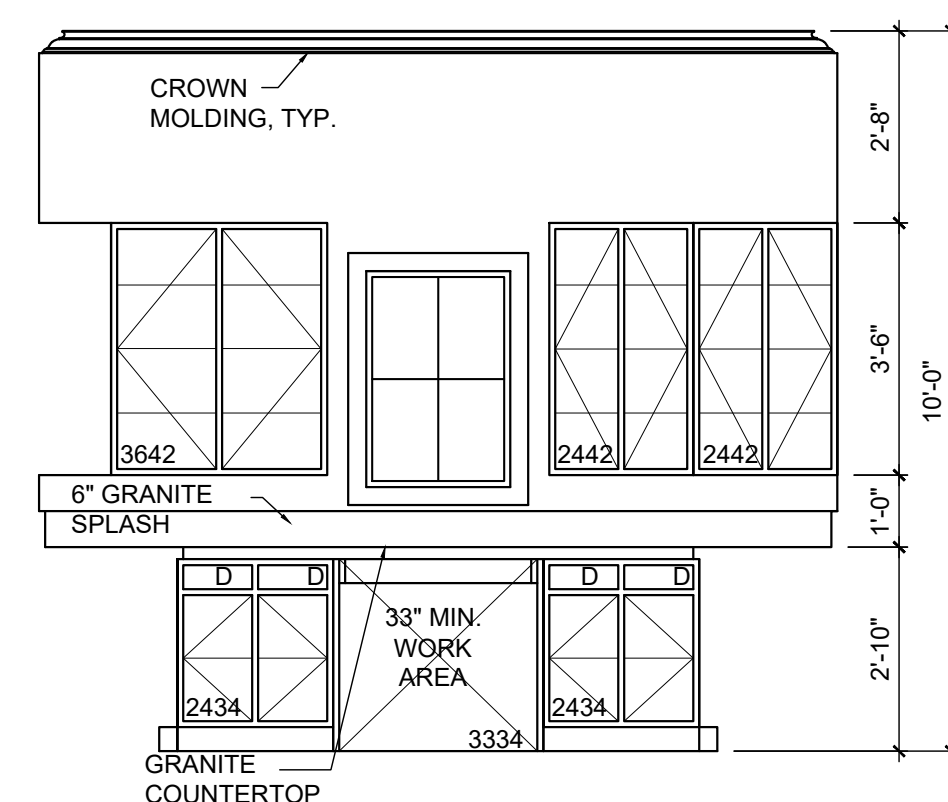 CROWN
MOLDING, TYP.
2'-8"
3'-6"
10'-0"
3642
2442
2442
6" GRANITE
SPLASH
1'-0"
D
D
D
D
33" MIN.
WORK
AREA
2'-10"
2434
2434
3334
GRANITE
COUNTERTOP